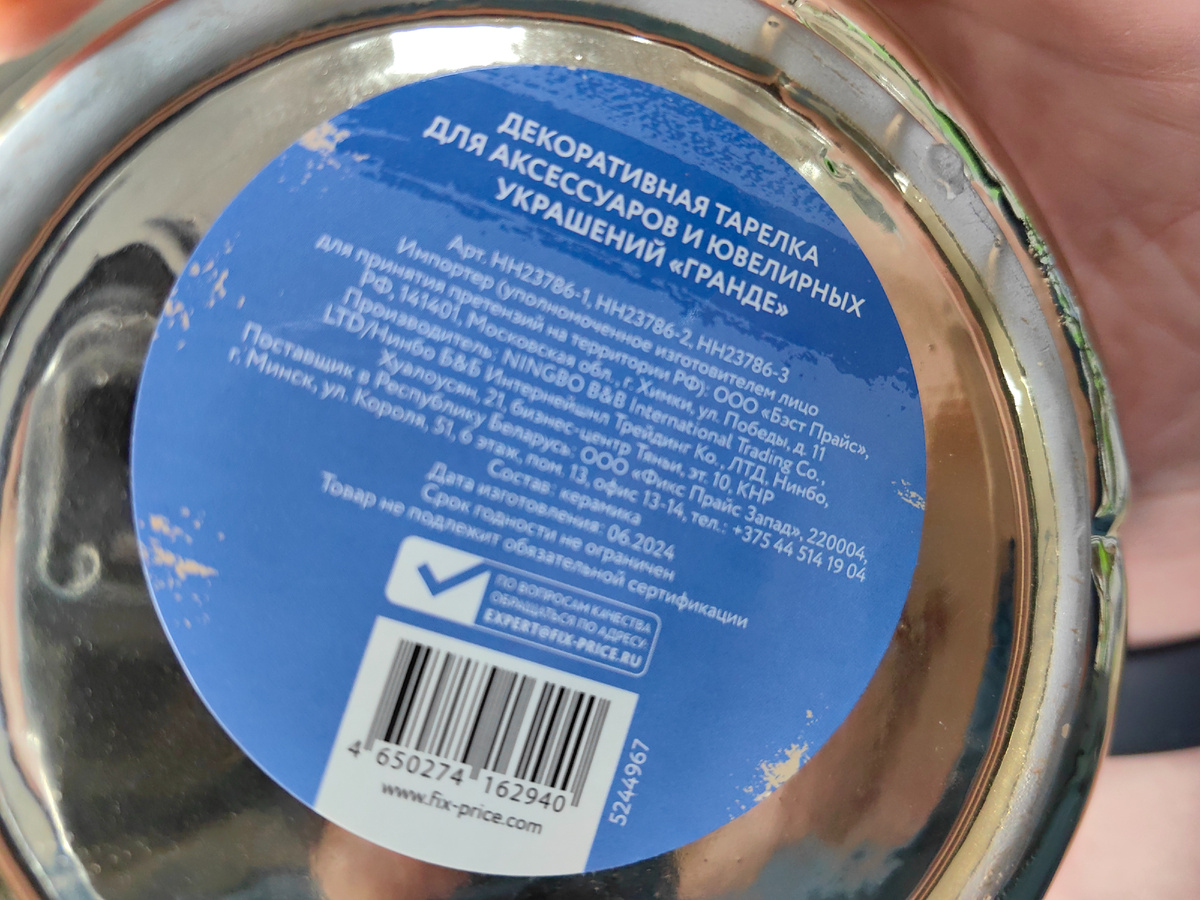 ДЕКОРАТИВНАЯ ТАРЕЛКА
ДЛЯ АКСЕССУАРОВ И ЮВЕЛИРНЫХ
УКРАШЕНИЙ «ГРАНДЕ»
Арт. HH23786-1, HH23786-2, HH23786-3
Импортер (уполномоченное изготовителем лицо
для принятия претензий на территории РФ): ООО «Бэст Прайс»,
РФ, 141401, Московская обл., г. Химки, ул. Победы, д. 11
Производитель: NINGBO B&B International Trading Co.,
LTD/Нинбо Б&Б Интернейшнл Трейдинг Ко., ЛТД, Нинбо,
Хуалоусян, 21, бизнес-центр Тяньи, эт. 10, КНР
Поставщик в Республику Беларусь: ООО «Фикс Прайс Запад», 220004,
г. Минск, ул. Короля, 51, 6 этаж, пом. 13, офис 13-14, тел.: +375 44 514 19 04
Состав: керамика
Дата изготовления: 06.2024
Срок годности не ограничен
Товар не подлежит обязательной сертификации
ПО ВОПРОСАМ КАЧЕСТВА
ОБРАЩАТЬСЯ ПО АДРЕСУ:
EXPERT@FIX-PRICE.RU
4 650274 162940
www.fix-price.com
5244967